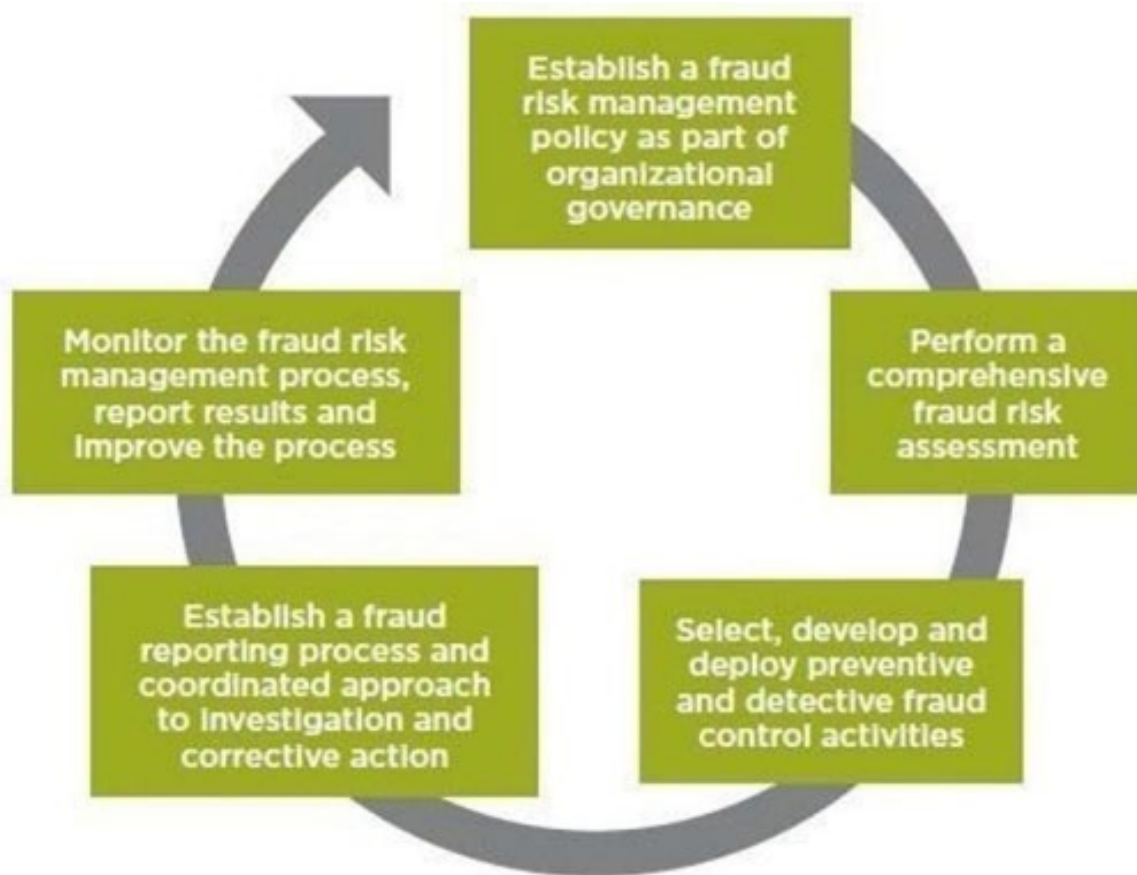 Establish a fraud
risk management
policy as part of
organizational
governance
Perform a
comprehensive
fraud risk
assessment
Select, develop and
deploy preventive
and detective fraud
control activities
Establish a fraud
reporting process and
coordinated approach
to investigation and
corrective action
Monitor the fraud risk
management process,
report results and
improve the process